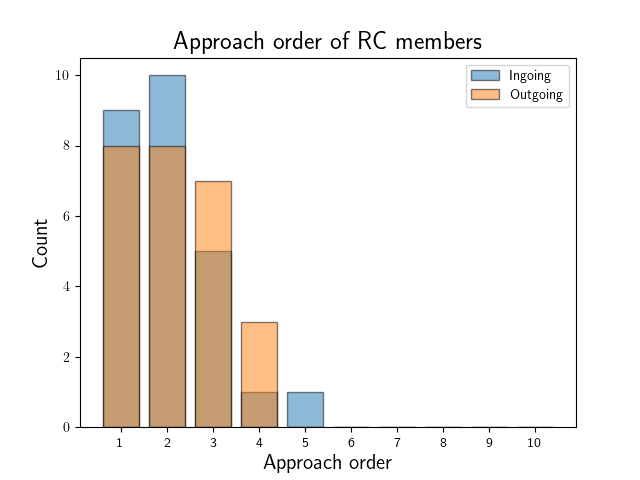 Approach order of RC members
Ingoing
Outgoing
Count
10
8
6
4
2
0
1 2 3 4 5 6 7 8 9 10
Approach order